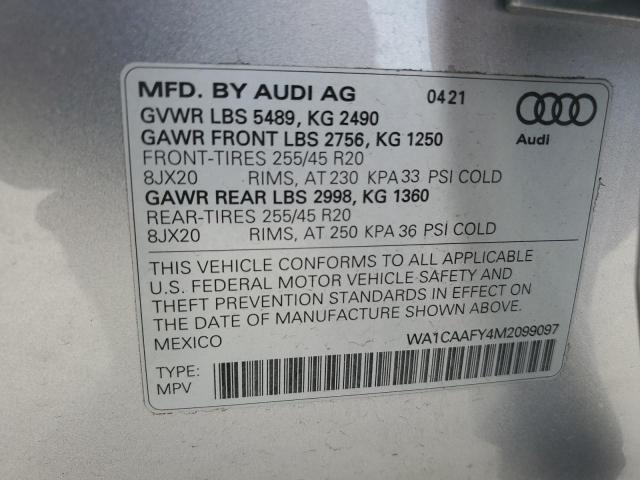 MFD. BY AUDI AG 0421
GVWR LBS 5489, KG 2490
GAWR FRONT LBS 2756, KG 1250
FRONT-TIRES 255/45 R20
8JX20 RIMS, AT 230 KPA 33 PSI COLD
GAWR REAR LBS 2998, KG 1360
REAR-TIRES 255/45 R20
8JX20 RIMS, AT 250 KPA 36 PSI COLD
Audi
THIS VEHICLE CONFORMS TO ALL APPLICABLE
U.S. FEDERAL MOTOR VEHICLE SAFETY AND
THEFT PREVENTION STANDARDS IN EFFECT ON
THE DATE OF MANUFACTURE SHOWN ABOVE.
MEXICO WA1CAAFY4M2099097
TYPE:
MPV